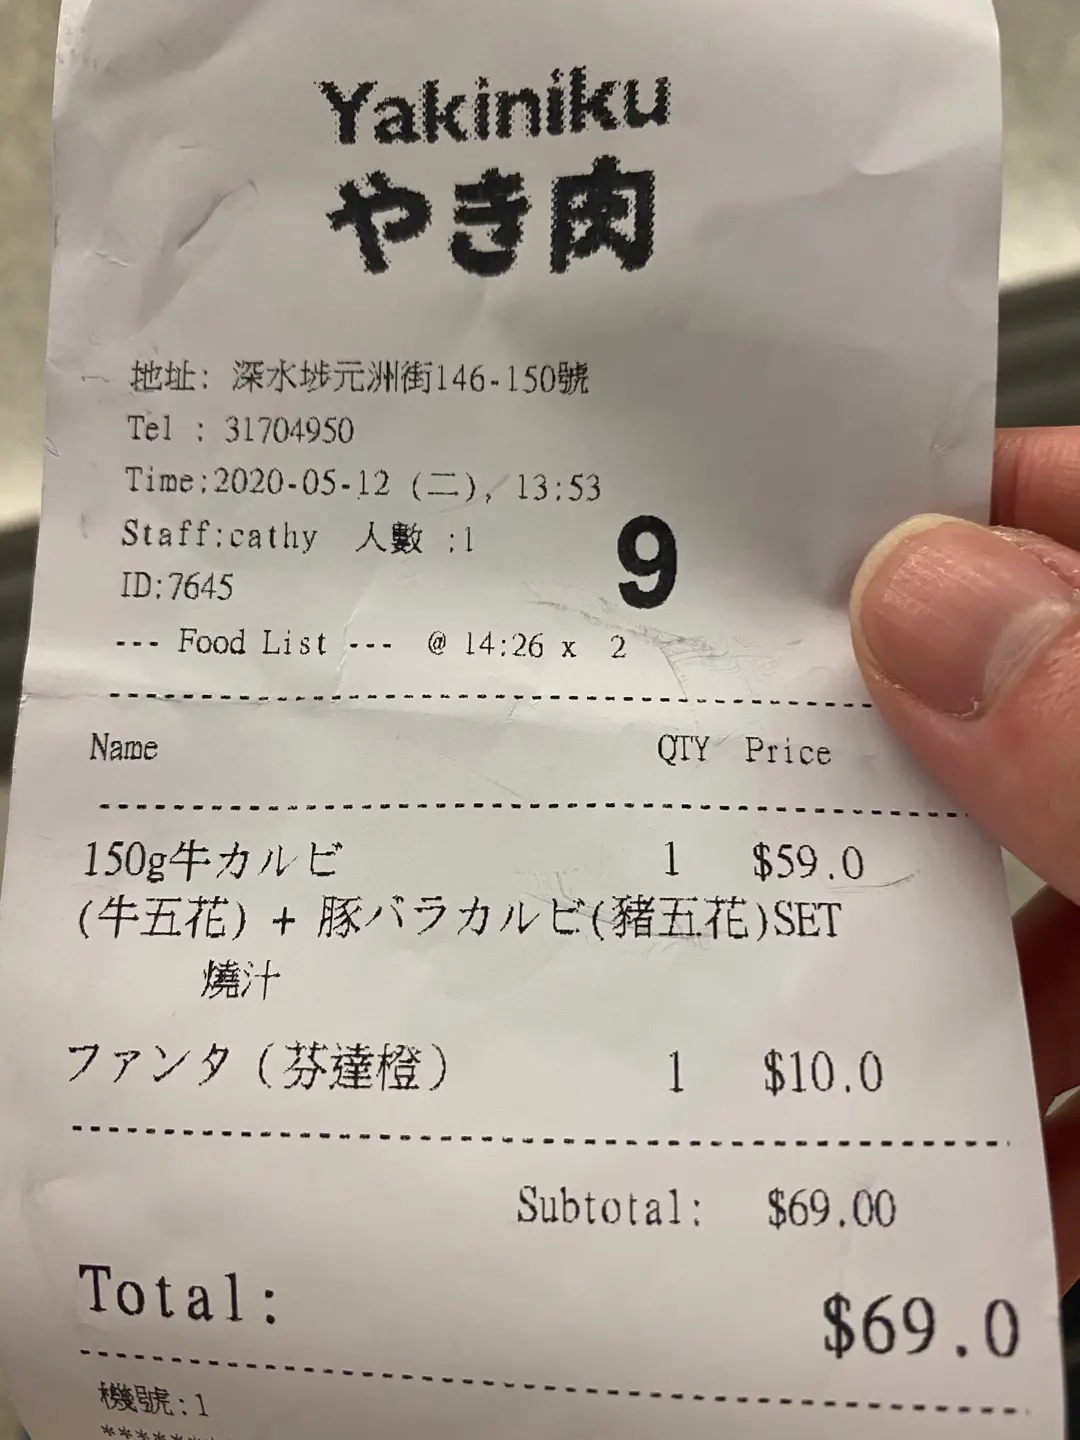 Yakiniku
やき肉
地址: 深水埗元洲街146-150號
Tel : 31704950
Time:2020-05-12 (二), 13:53
Staff:cathy 人數 :1
9
ID:7645
--- Food List --- @ 14:26 x 2
Name QTY Price
150g牛カルビ 1 $59.0
(牛五花) + 豚バラカルビ(豬五花)SET
燒汁
ファンタ (芬達橙) 1 $10.0
Subtotal: $69.00
Total: $69.0
機號:1